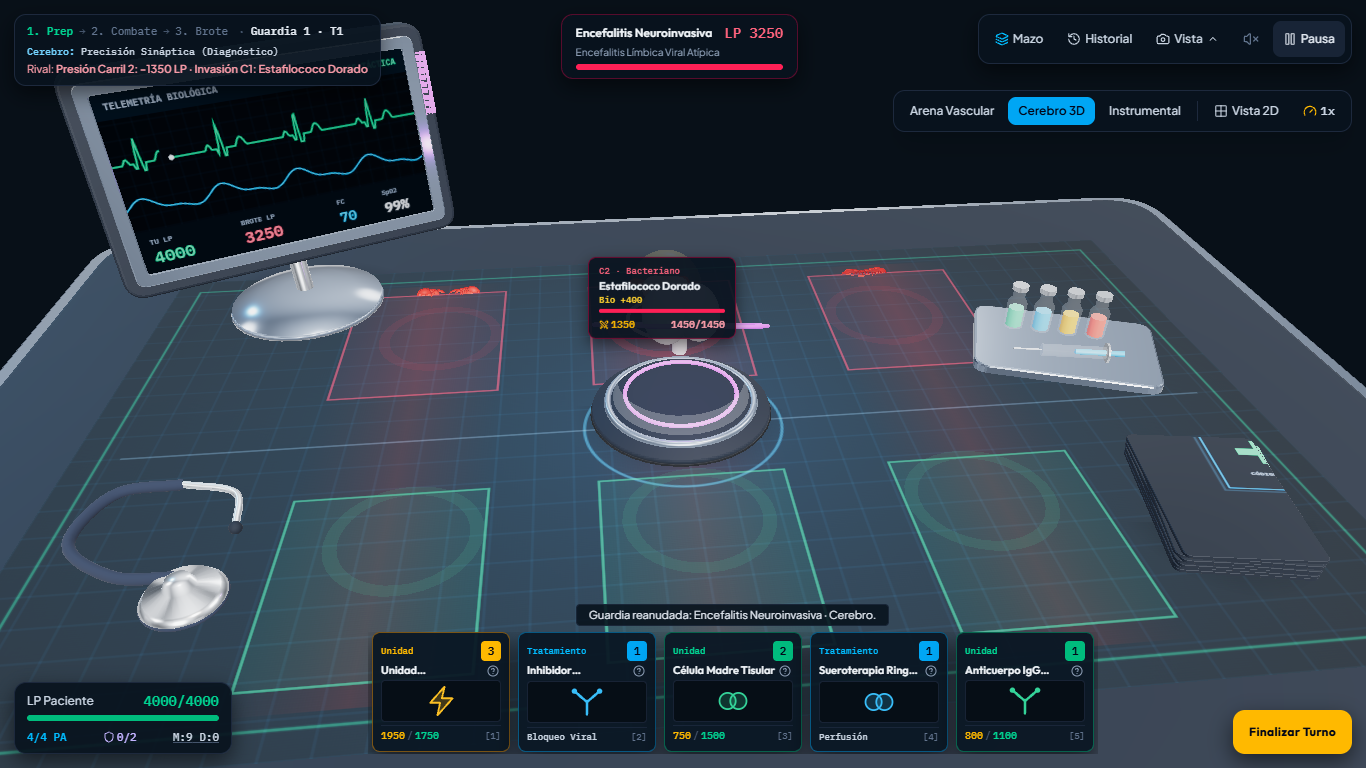 1. Prep → 2. Combate → 3. Brote · Guardia 1 - T1
Cerebro: Precisión Sináptica (Diagnóstico)
Rival: Presión Carril 2: -1350 LP · Invasión C1: Estafilococo Dorado
Encefalitis Neuroinvasiva LP 3250
Encefalitis Límbica Viral Atípica
Mazo
Historial
Vista
Pausa
Arena Vascular
Cerebro 3D
Instrumental
Vista 2D
1x
TELEMETRÍA BIOLÓGICA
TU LP
4000
BROTE LP
3250
FC
70
SpO2
99%
C2 · Bacteriano
Estafilococo Dorado
Bio +400
1350 1450/1450
Guardia reanudada: Encefalitis Neuroinvasiva · Cerebro.
Unidad 3
Unidad...
1950 / 1750 [1]
Tratamiento 1
Inhibidor...
Bloqueo Viral [2]
Unidad 2
Célula Madre Tisular
750 / 1500 [3]
Tratamiento 1
Sueroterapia Ring...
Perfusión [4]
Unidad 1
Anticuerpo IgG...
800 / 1100 [5]
LP Paciente 4000/4000
4/4 PA 0/2 M:9 D:0
Finalizar Turno